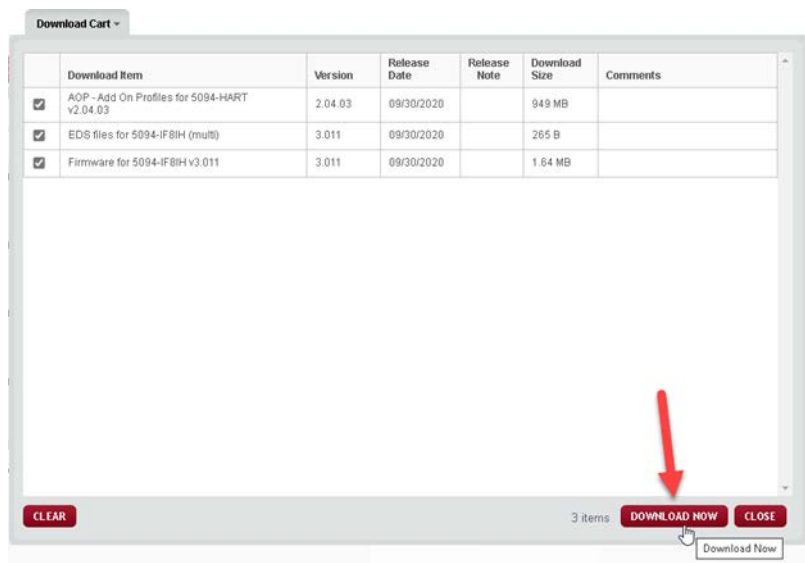 Download Cart
Download Item Version Release Date Release Note Download Size Comments
AOP - Add On Profiles for 5094-HART v2.04.03 2.04.03 09/30/2020 949 MB
EDS files for 5094-IF8IH (multi) 3.011 09/30/2020 265 B
Firmware for 5094-IF8IH v3.011 3.011 09/30/2020 1.64 MB
CLEAR 3 items DOWNLOAD NOW CLOSE
Download Now